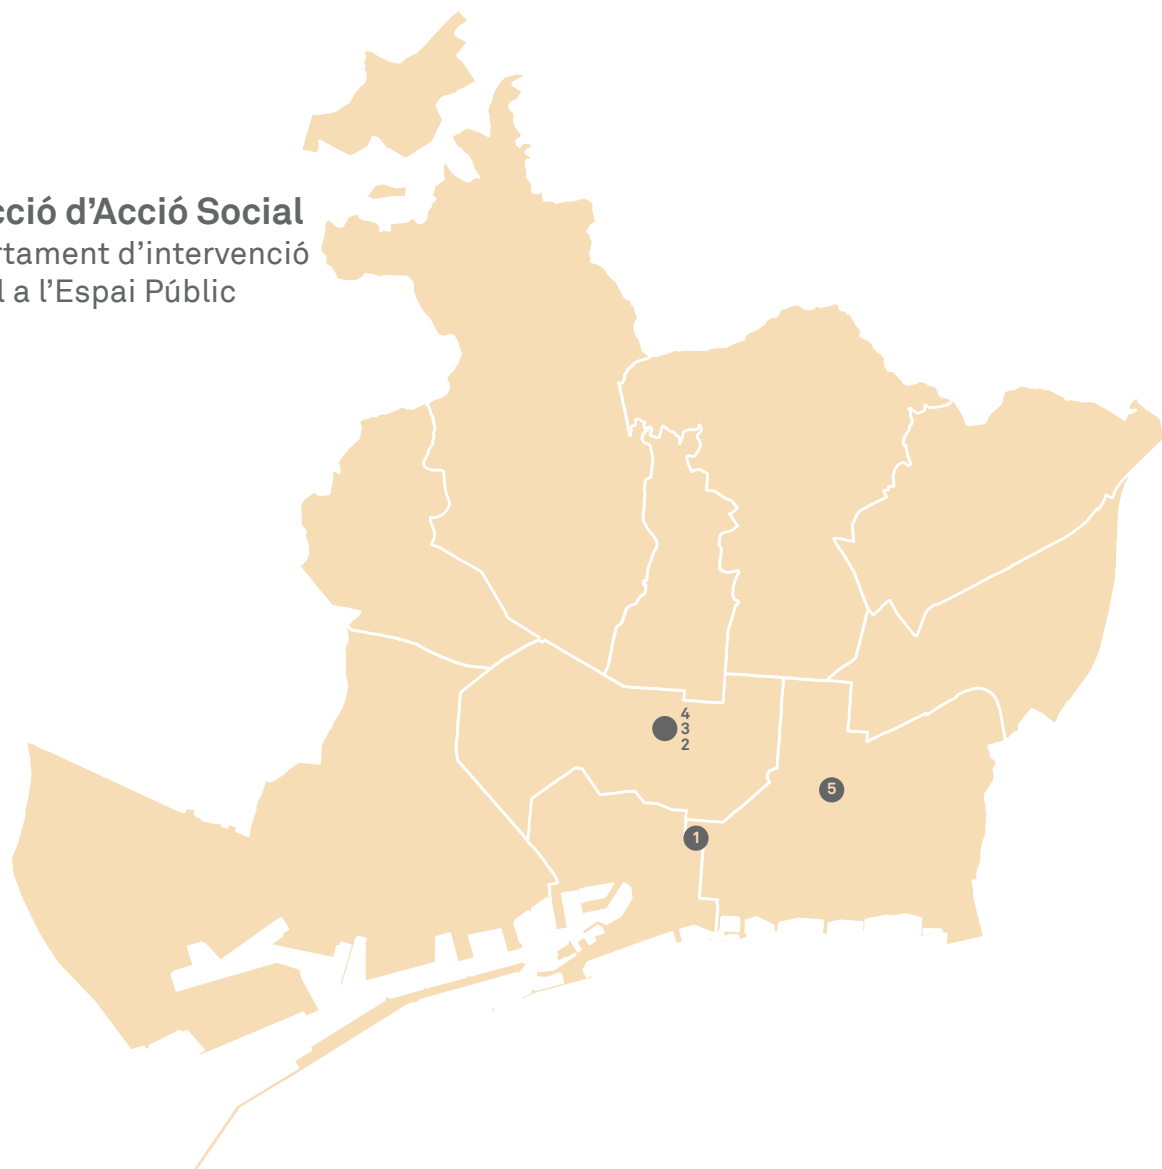 cció d’Acció Social
rtament d’intervenció
l a l’Espai Públic
4
3
2
5
1